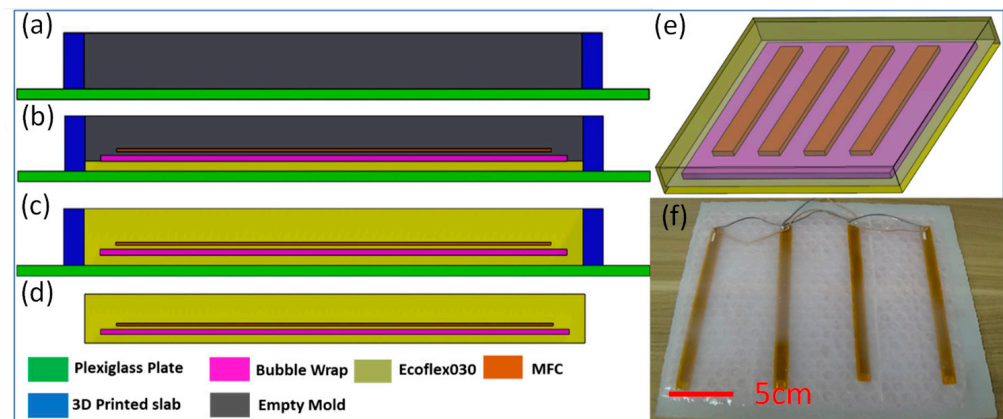 (a)
(b)
(c)
(d)
Plexiglass Plate
Bubble Wrap
Ecoflex030
MFC
3D Printed slab
Empty Mold
(e)
(f)
5cm